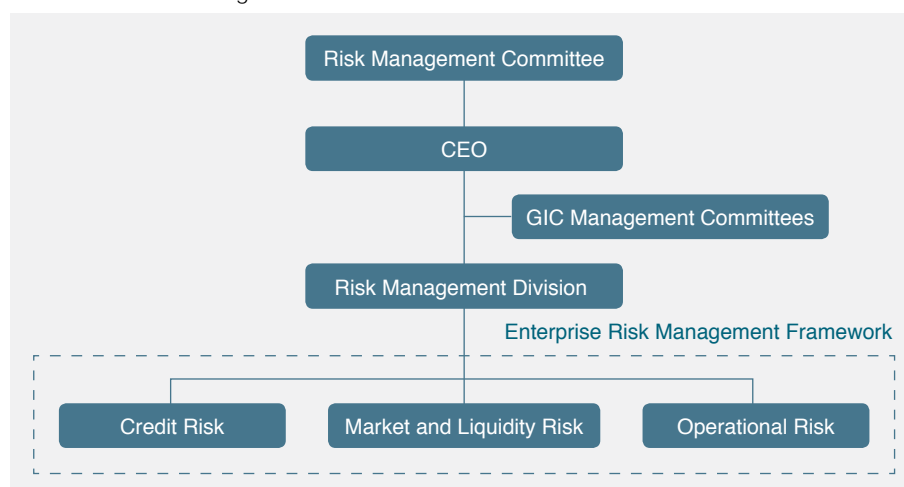 Risk Management Committee
CEO
GIC Management Committees
Risk Management Division
Enterprise Risk Management Framework
Credit Risk
Market and Liquidity Risk
Operational Risk